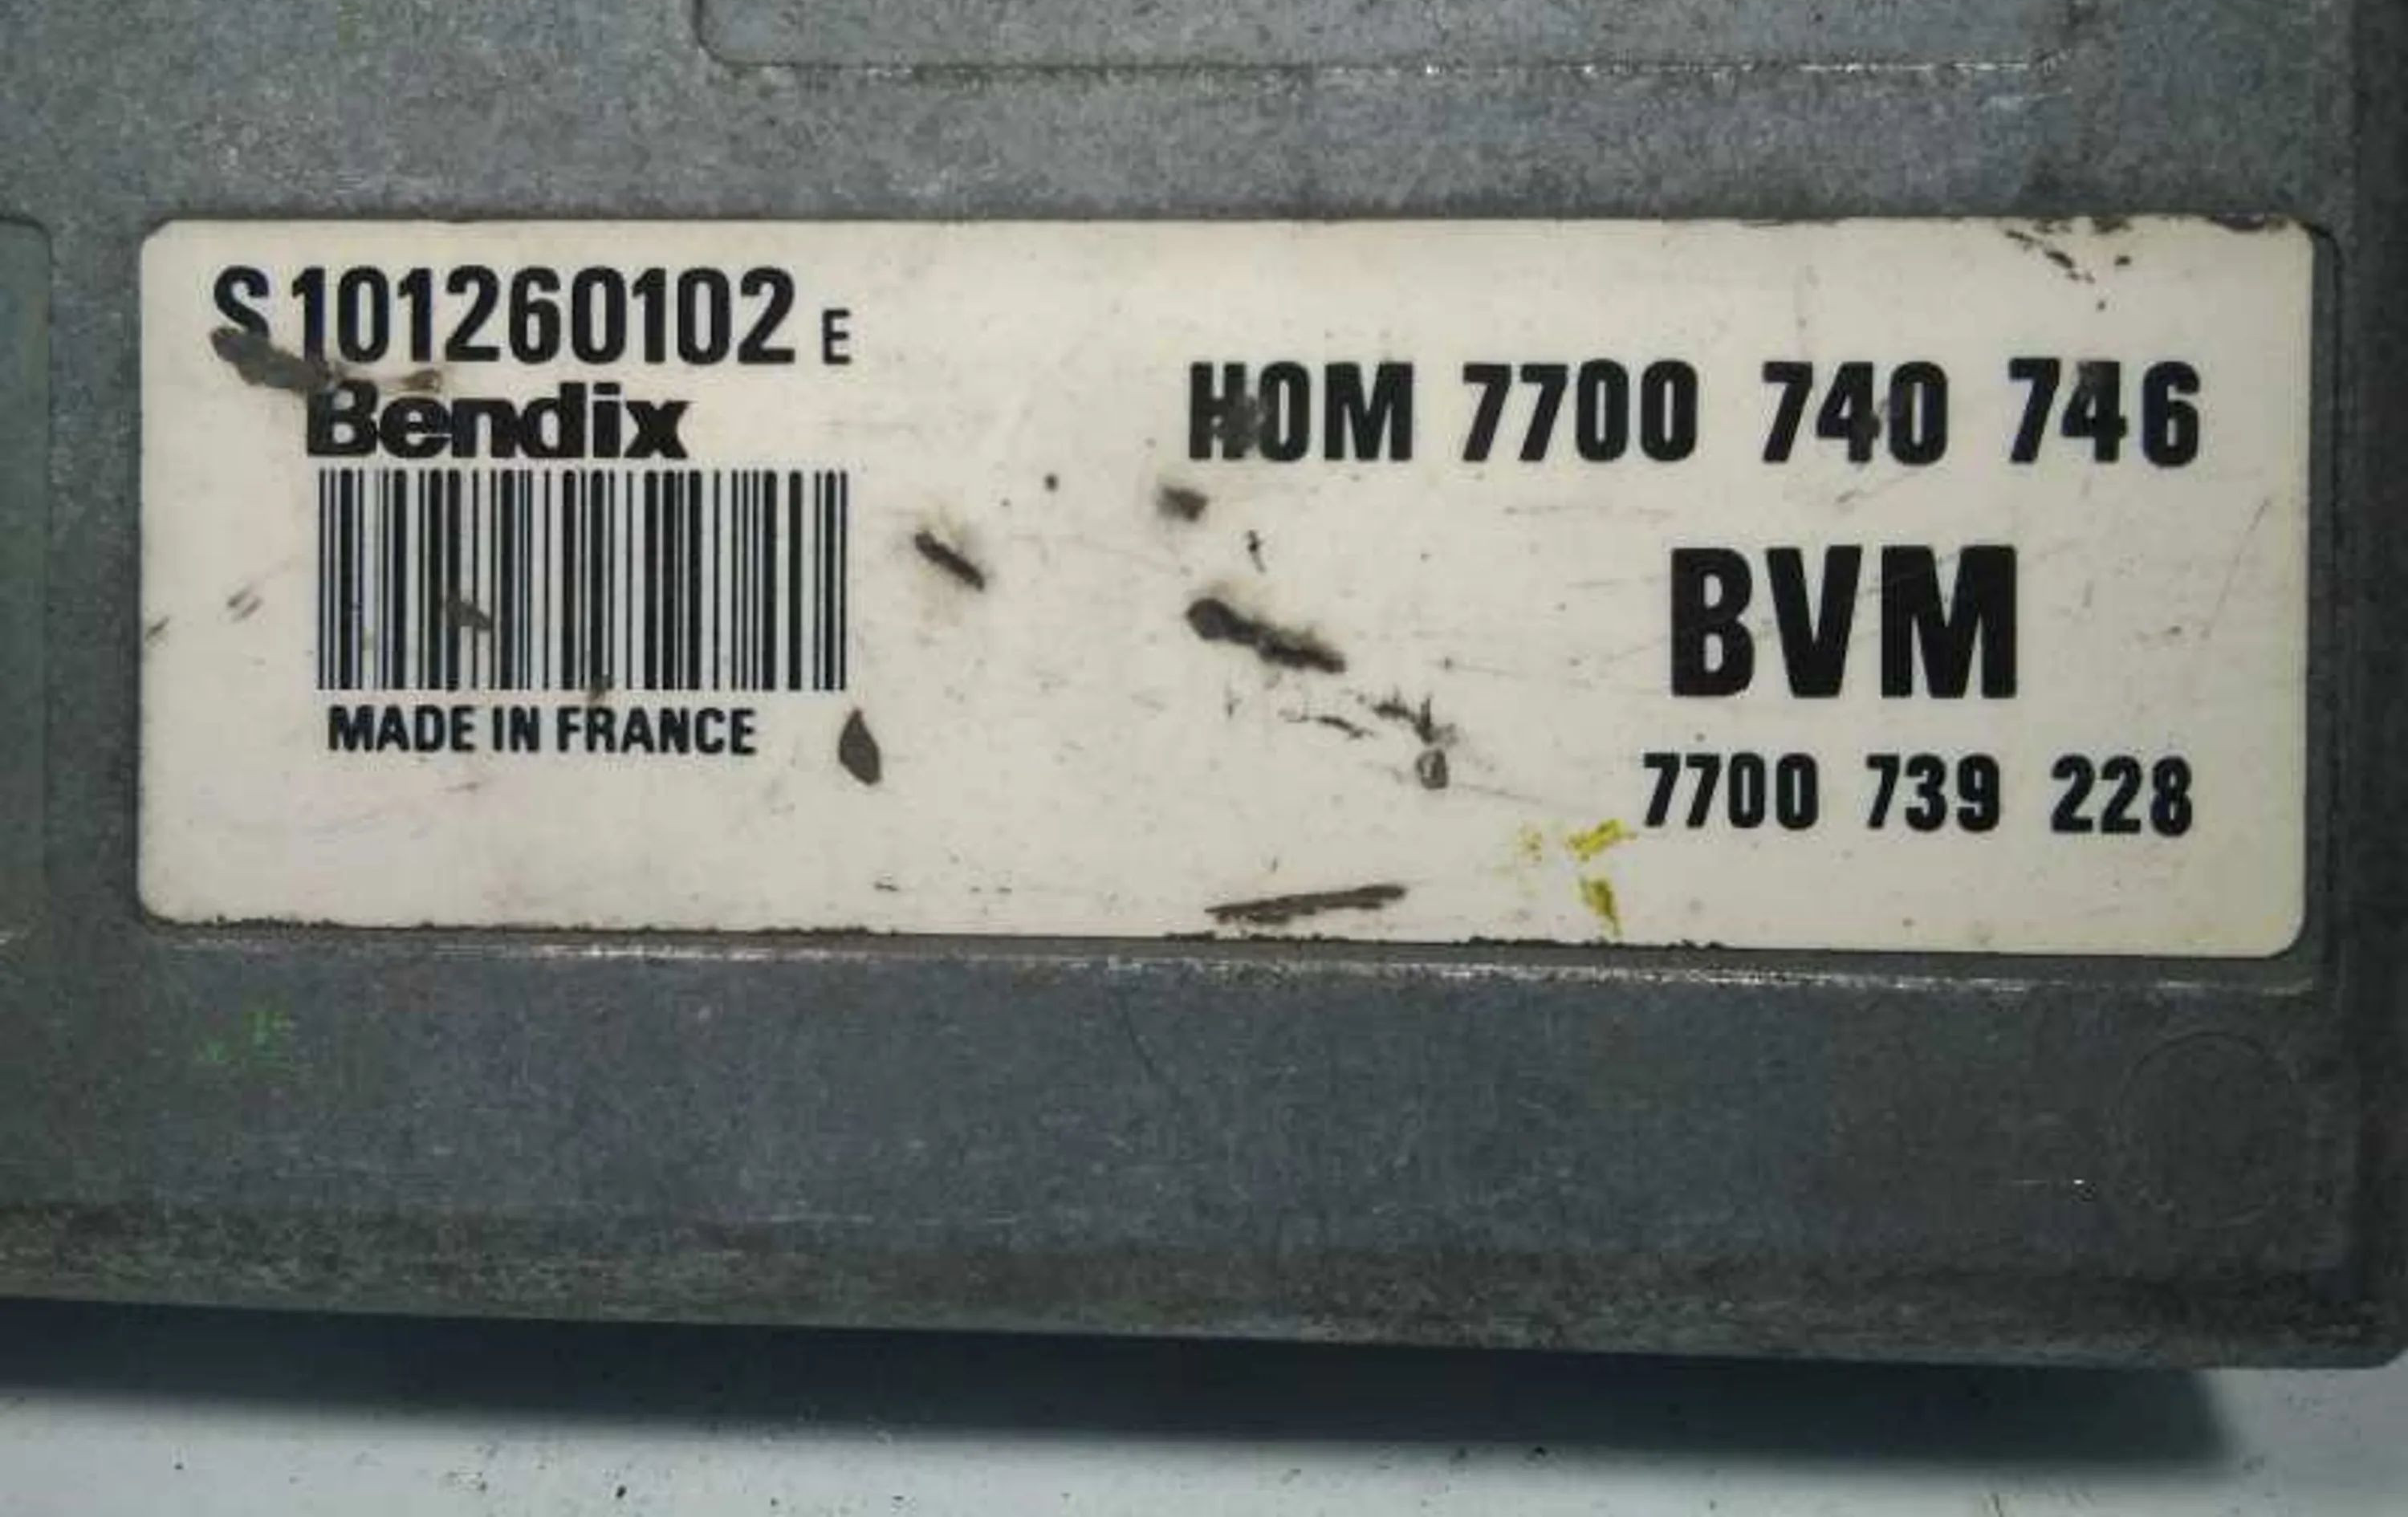 S101260102 E
Bendix
MADE IN FRANCE
HOM 7700 740 746
BVM
7700 739 228